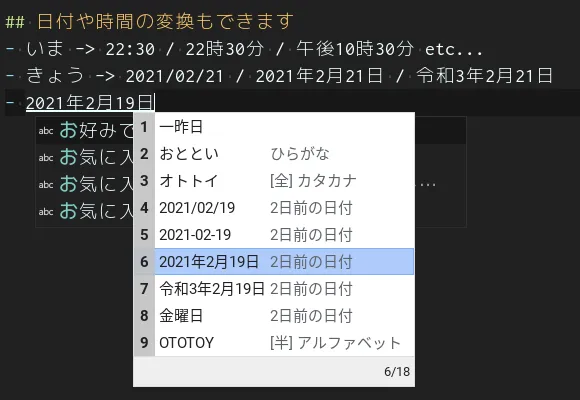 ## 日付や時間の変換もできます
- いま -> 22:30 / 22時30分 / 午後10時30分 etc...
- きょう -> 2021/02/21 / 2021年2月21日 / 令和3年2月21日
- 2021年2月19日
abc お好みで
abc お気に入
abc お気に入
abc お気に入
1 一昨日
2 おととい ひらがな
3 オトトイ [全] カタカナ
4 2021/02/19 2日前の日付
5 2021-02-19 2日前の日付
6 2021年2月19日 2日前の日付
7 令和3年2月19日 2日前の日付
8 金曜日 2日前の日付
9 OTOTOY [半] アルファベット
6/18